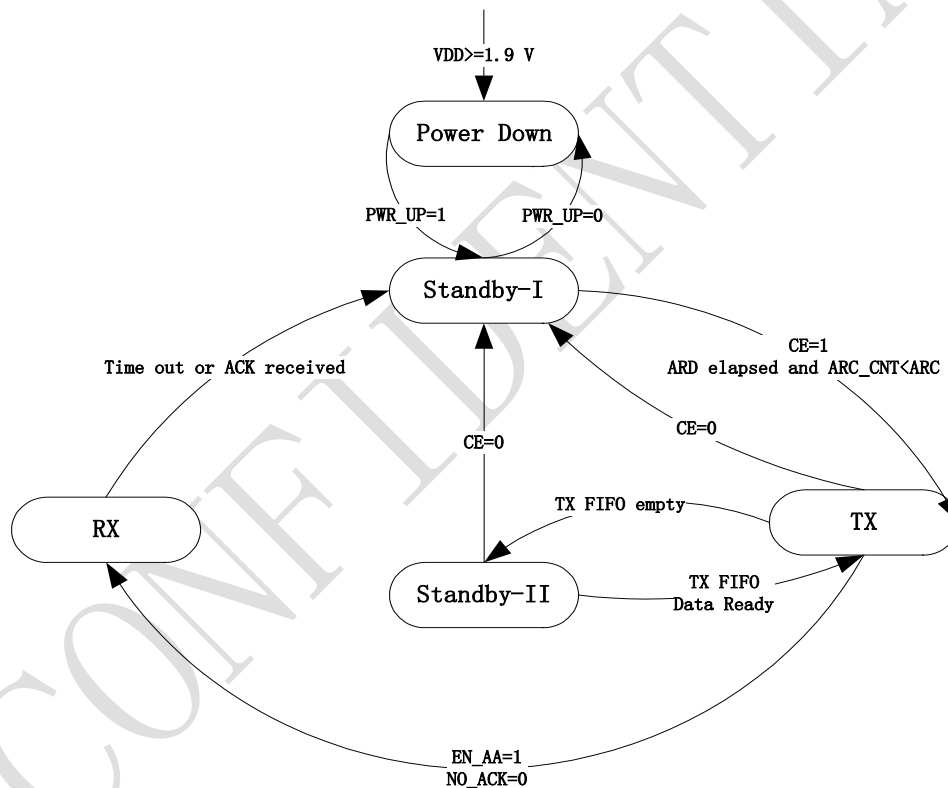 VDD>=1.9 V
Power Down
PWR_UP=1
PWR_UP=0
Standby-I
CE=1
ARD elapsed and ARC_CNT<ARC
Time out or ACK received
CE=0
CE=0
TX FIFO empty
RX
TX
Standby-II
TX FIFO
Data Ready
EN_AA=1
NO_ACK=0
CONFIDENTIAL